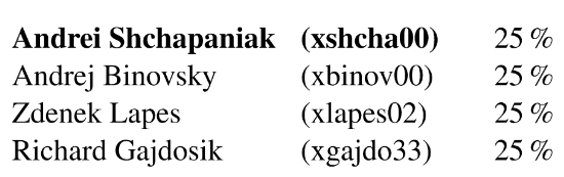 Andrei Shchapaniak (xshcha00) 25 %
Andrej Binovsky (xbinov00) 25 %
Zdenek Lapes (xlapes02) 25 %
Richard Gajdosik (xgajdo33) 25 %